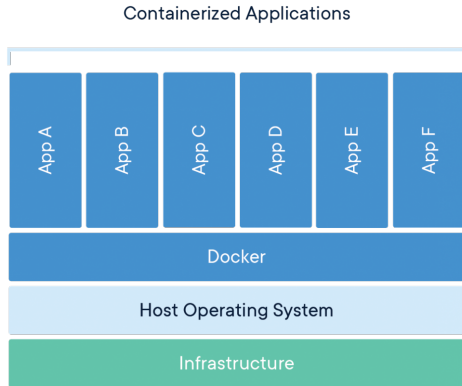 Containerized Applications
App A
App B
App C
App D
App E
App F
Docker
Host Operating System
Infrastructure